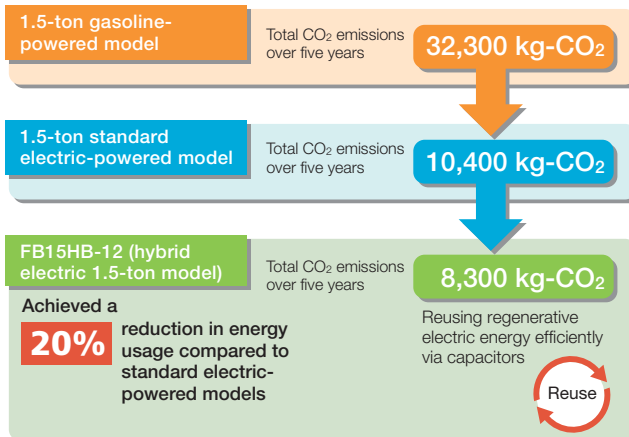 1.5-ton gasoline-
powered model
Total CO₂ emissions
over five years
32,300 kg-CO₂
1.5-ton standard
electric-powered model
Total CO₂ emissions
over five years
10,400 kg-CO₂
FB15HB-12 (hybrid
electric 1.5-ton model)
Total CO₂ emissions
over five years
8,300 kg-CO₂
Achieved a
20%
reduction in energy
usage compared to
standard electric-
powered models
Reusing regenerative
electric energy efficiently
via capacitors
Reuse